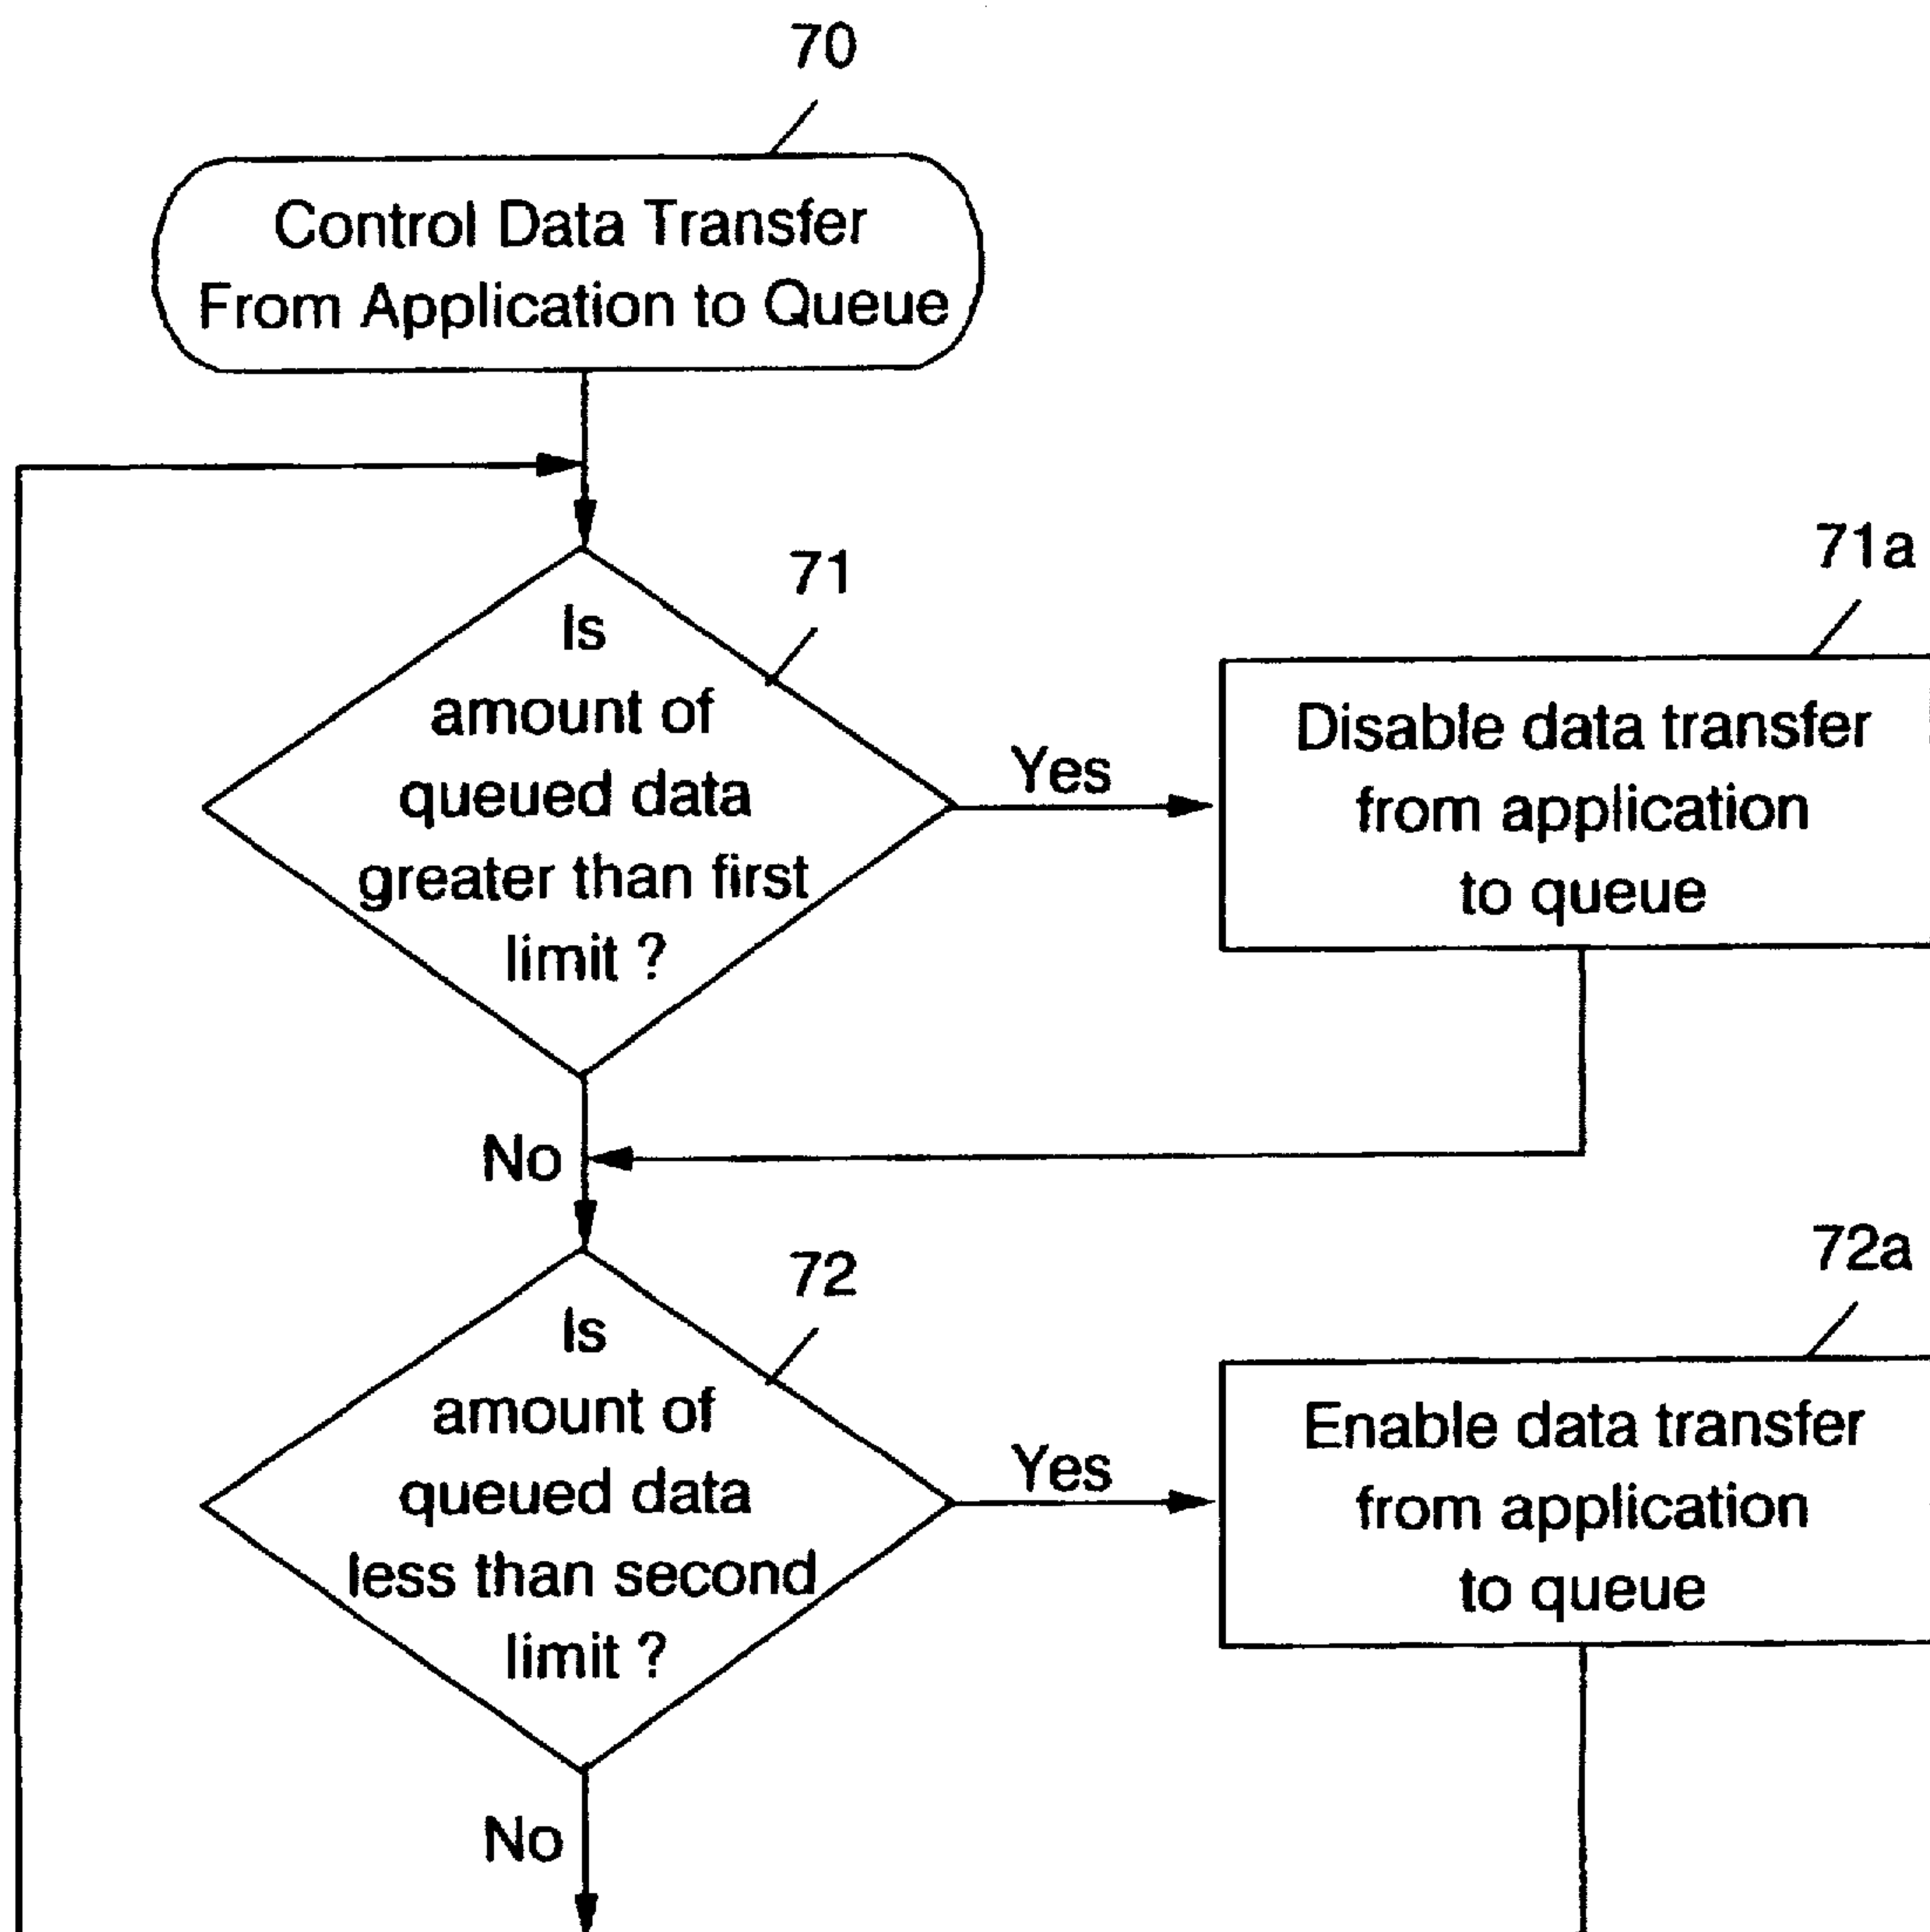 70
Control Data Transfer
From Application to Queue
71
Is
amount of
queued data
greater than first
limit ?
Yes
71a
Disable data transfer
from application
to queue
No
72
Is
amount of
queued data
less than second
limit ?
Yes
72a
Enable data transfer
from application
to queue
No